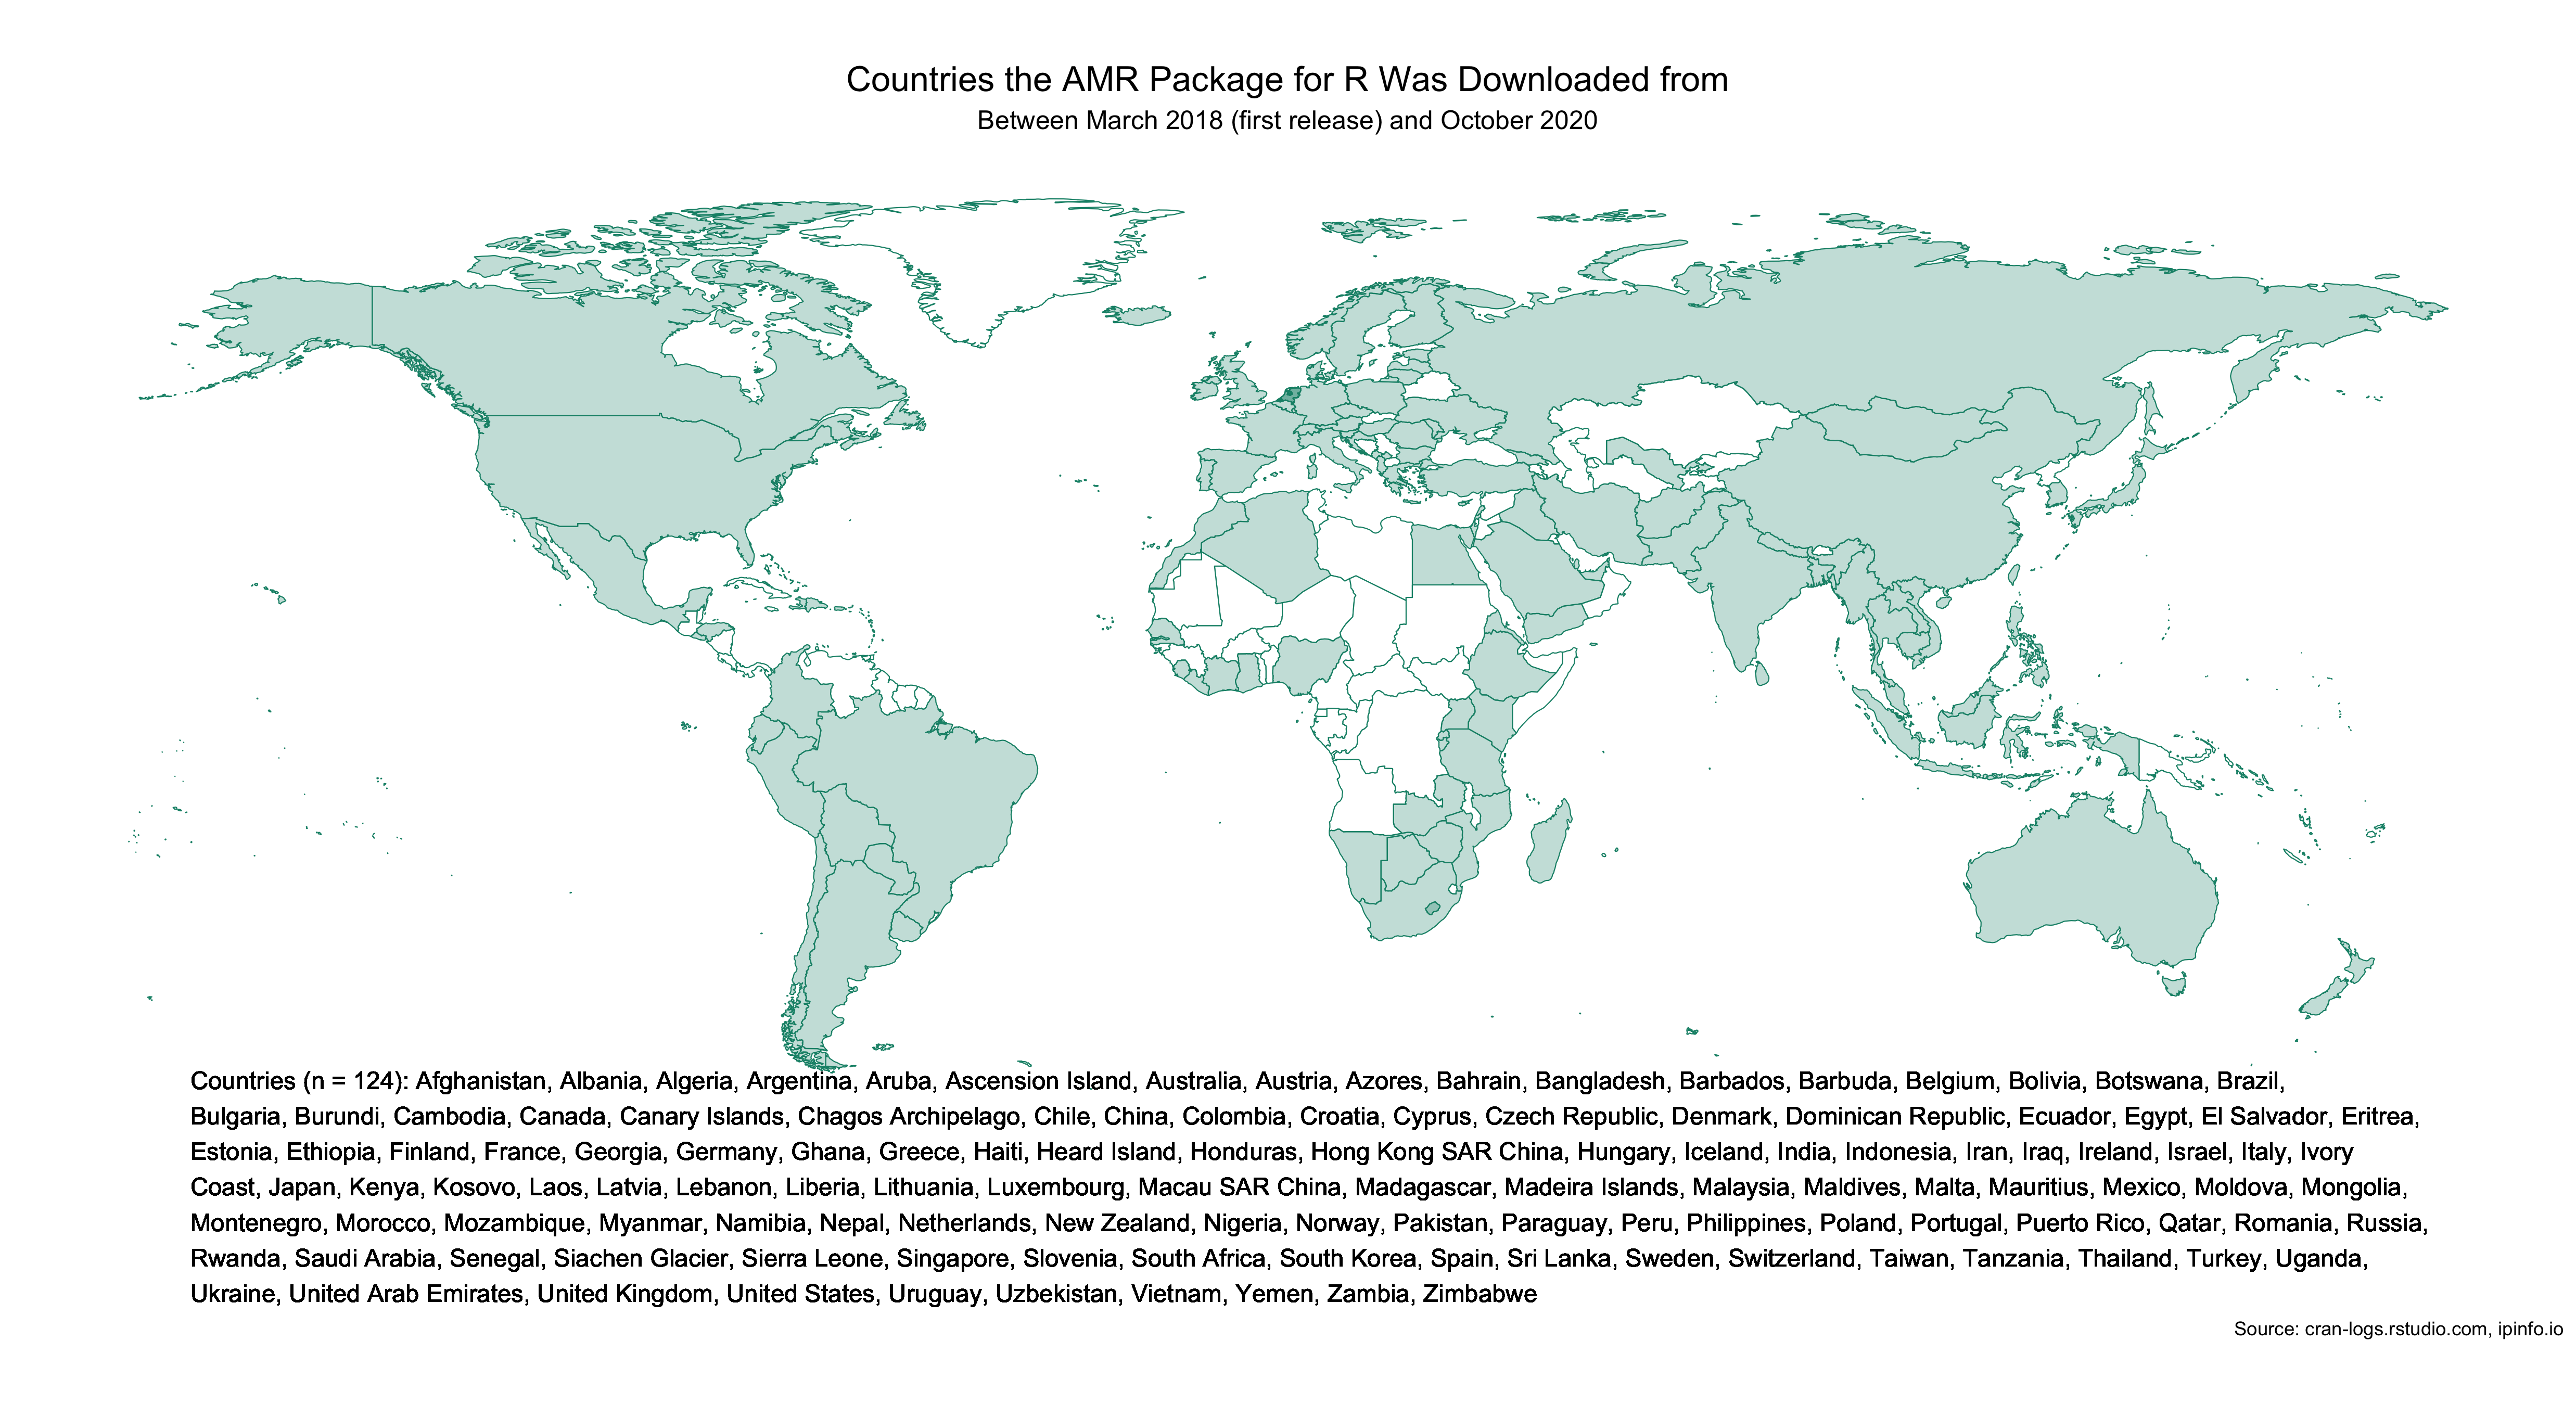 Countries the AMR Package for R Was Downloaded from
Between March 2018 (first release) and October 2020
Countries (n = 124): Afghanistan, Albania, Algeria, Argentina, Aruba, Ascension Island, Australia, Austria, Azores, Bahrain, Bangladesh, Barbados, Barbuda, Belgium, Bolivia, Botswana, Brazil,
Bulgaria, Burundi, Cambodia, Canada, Canary Islands, Chagos Archipelago, Chile, China, Colombia, Croatia, Cyprus, Czech Republic, Denmark, Dominican Republic, Ecuador, Egypt, El Salvador, Eritrea,
Estonia, Ethiopia, Finland, France, Georgia, Germany, Ghana, Greece, Haiti, Heard Island, Honduras, Hong Kong SAR China, Hungary, Iceland, India, Indonesia, Iran, Iraq, Ireland, Israel, Italy, Ivory
Coast, Japan, Kenya, Kosovo, Laos, Latvia, Lebanon, Liberia, Lithuania, Luxembourg, Macau SAR China, Madagascar, Madeira Islands, Malaysia, Maldives, Malta, Mauritius, Mexico, Moldova, Mongolia,
Montenegro, Morocco, Mozambique, Myanmar, Namibia, Nepal, Netherlands, New Zealand, Nigeria, Norway, Pakistan, Paraguay, Peru, Philippines, Poland, Portugal, Puerto Rico, Qatar, Romania, Russia,
Rwanda, Saudi Arabia, Senegal, Siachen Glacier, Sierra Leone, Singapore, Slovenia, South Africa, South Korea, Spain, Sri Lanka, Sweden, Switzerland, Taiwan, Tanzania, Thailand, Turkey, Uganda,
Ukraine, United Arab Emirates, United Kingdom, United States, Uruguay, Uzbekistan, Vietnam, Yemen, Zambia, Zimbabwe
Source: cran-logs.rstudio.com, ipinfo.io